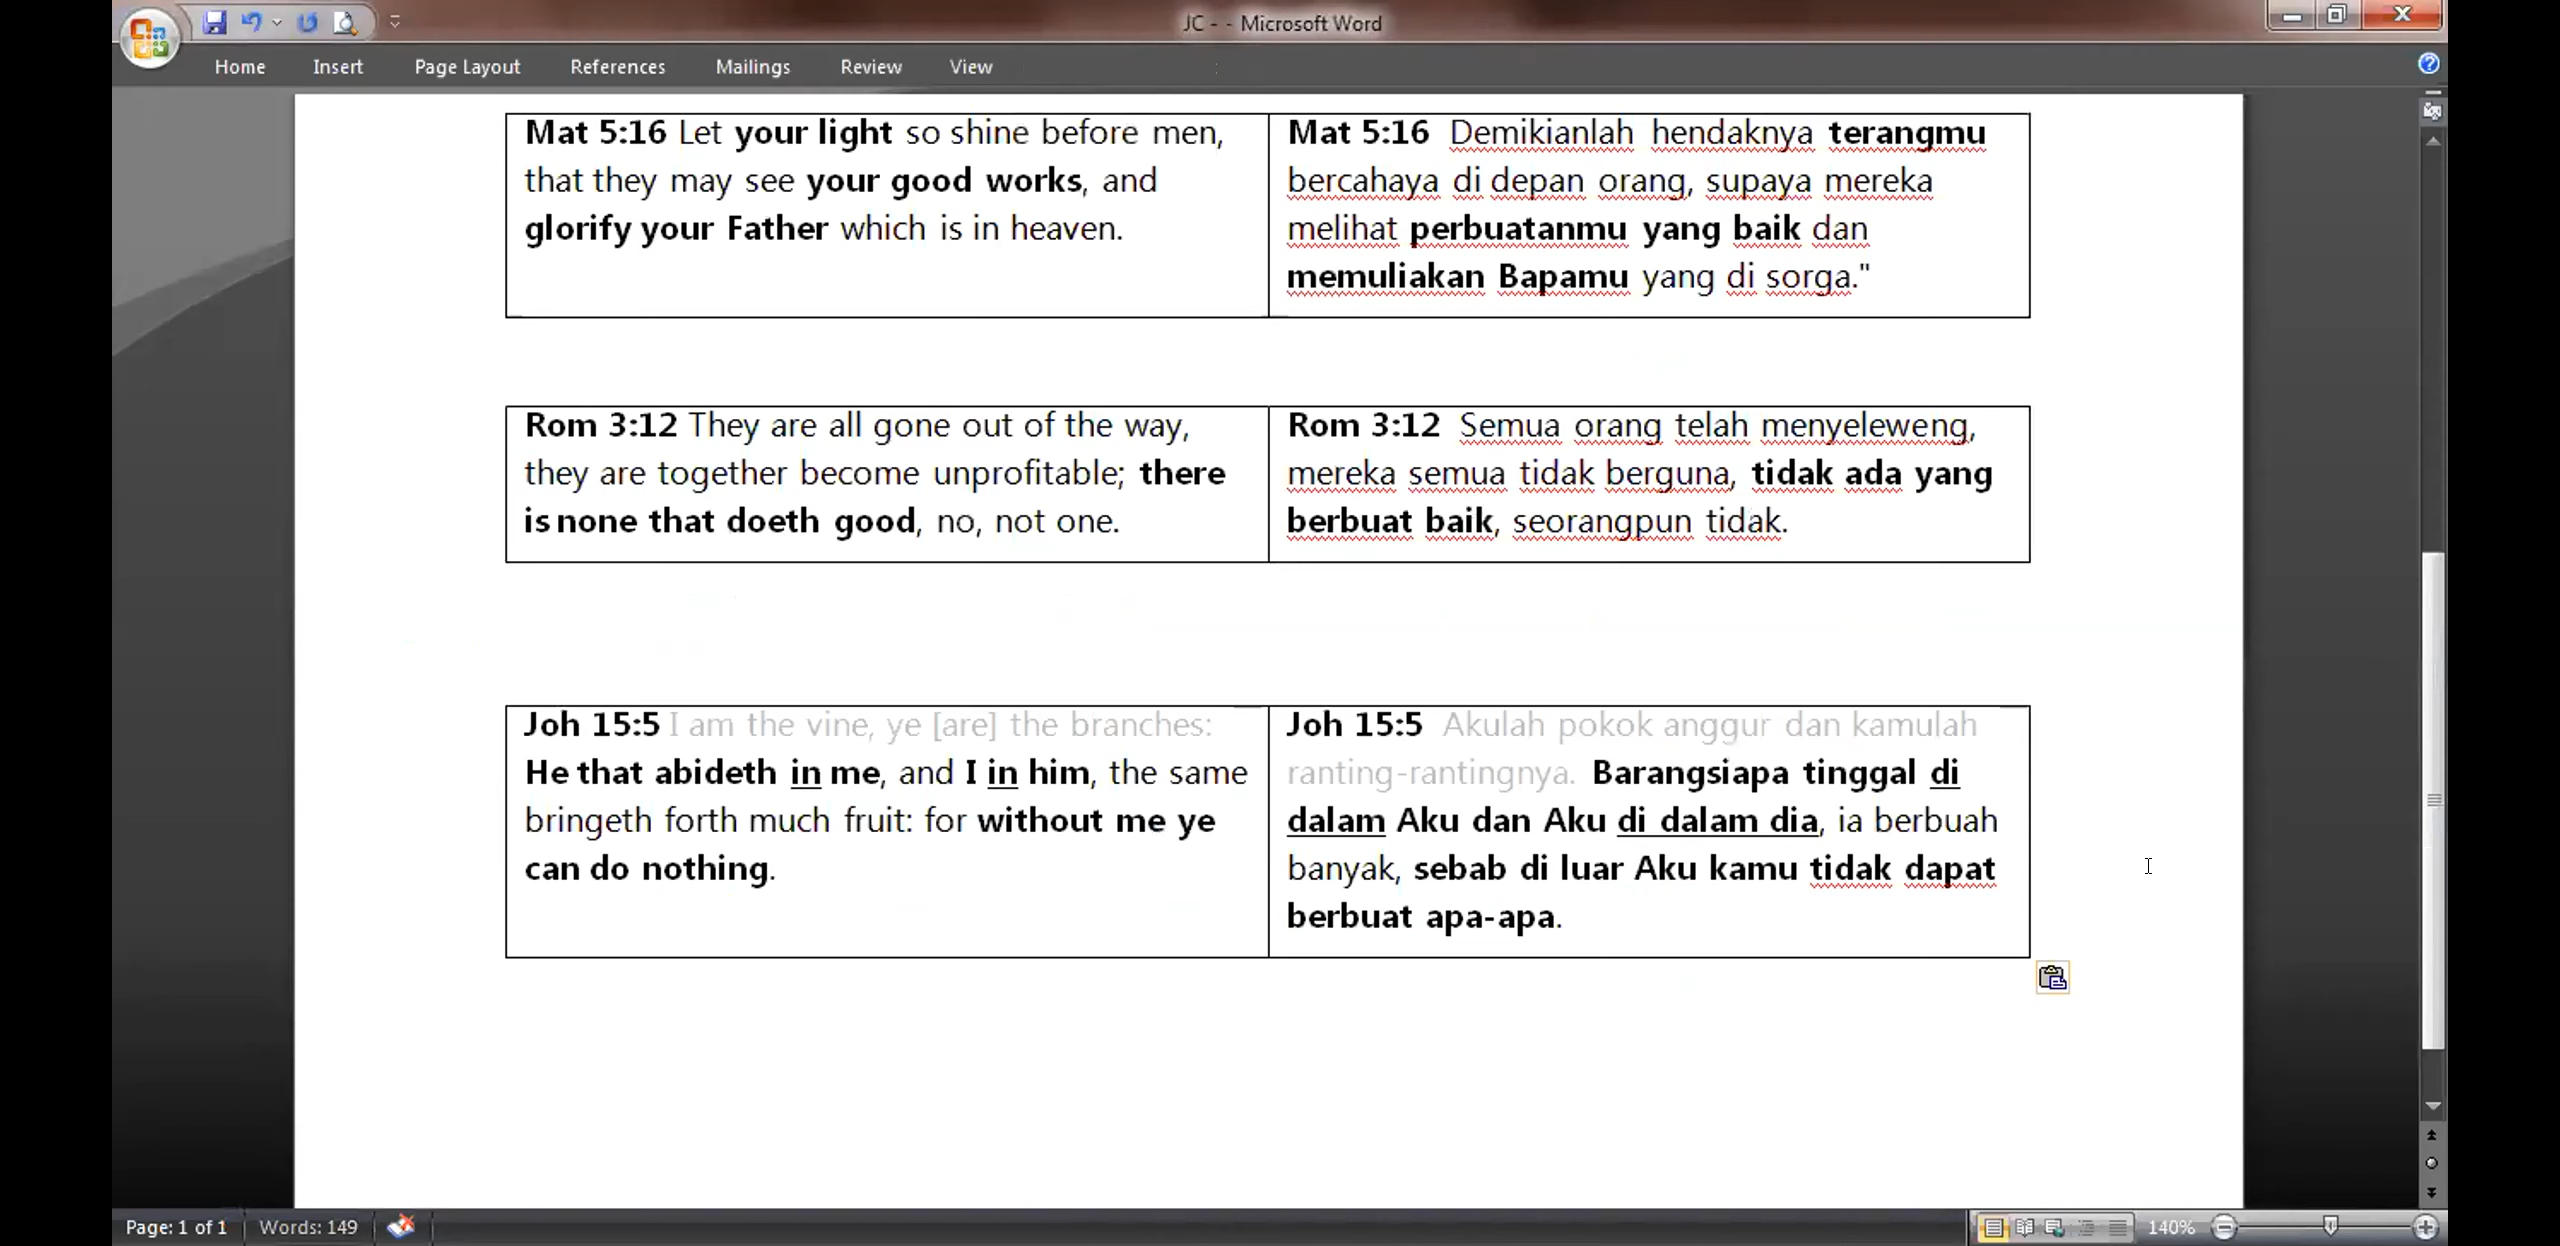 JC - - Microsoft Word
Home Insert Page Layout References Mailings Review View
Mat 5:16 Let your light so shine before men,
that they may see your good works, and
glorify your Father which is in heaven.
Mat 5:16 Demikianlah hendaknya terangmu
bercahaya di depan orang, supaya mereka
melihat perbuatanmu yang baik dan
memuliakan Bapamu yang di sorga."
Rom 3:12 They are all gone out of the way,
they are together become unprofitable; there
is none that doeth good, no, not one.
Rom 3:12 Semua orang telah menyeleweng,
mereka semua tidak berguna, tidak ada yang
berbuat baik, seorangpun tidak.
Joh 15:5 I am the vine, ye [are] the branches:
He that abideth in me, and I in him, the same
bringeth forth much fruit: for without me ye
can do nothing.
Joh 15:5 Akulah pokok anggur dan kamulah
ranting-rantingnya. Barangsiapa tinggal di
dalam Aku dan Aku di dalam dia, ia berbuah
banyak, sebab di luar Aku kamu tidak dapat
berbuat apa-apa.
Page: 1 of 1 Words: 149 140%